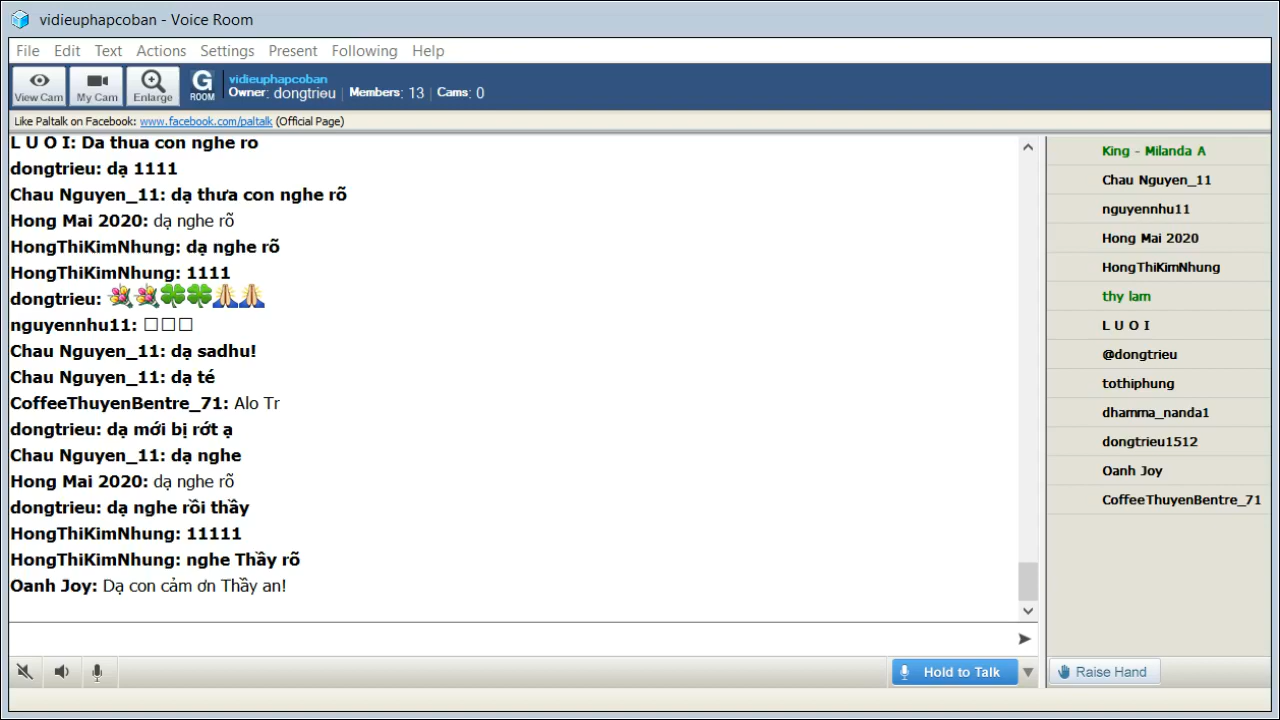 vidieuphapcoban - Voice Room
File Edit Text Actions Settings Present Following Help
View Cam My Cam Enlarge G ROOM
vidieuphapcoban
Owner: dongtrieu | Members: 13 | Cams: 0
Like Paltalk on Facebook: www.facebook.com/paltalk (Official Page)
L U O I: Da thua con nghe ro
dongtrieu: dạ 1111
Chau Nguyen_11: dạ thưa con nghe rõ
Hong Mai 2020: dạ nghe rõ
HongThiKimNhung: dạ nghe rõ
HongThiKimNhung: 1111
dongtrieu:
nguyennhu11: □□□
Chau Nguyen_11: dạ sadhu!
Chau Nguyen_11: dạ té
CoffeeThuyenBentre_71: Alo Tr
dongtrieu: dạ mới bị rớt ạ
Chau Nguyen_11: dạ nghe
Hong Mai 2020: dạ nghe rõ
dongtrieu: dạ nghe rồi thầy
HongThiKimNhung: 11111
HongThiKimNhung: nghe Thầy rõ
Oanh Joy: Dạ con cảm ơn Thầy an!
Hold to Talk
King - Milanda A
Chau Nguyen_11
nguyennhu11
Hong Mai 2020
HongThiKimNhung
thy lam
L U O I
@dongtrieu
tothiphung
dhamma_nanda1
dongtrieu1512
Oanh Joy
CoffeeThuyenBentre_71
Raise Hand